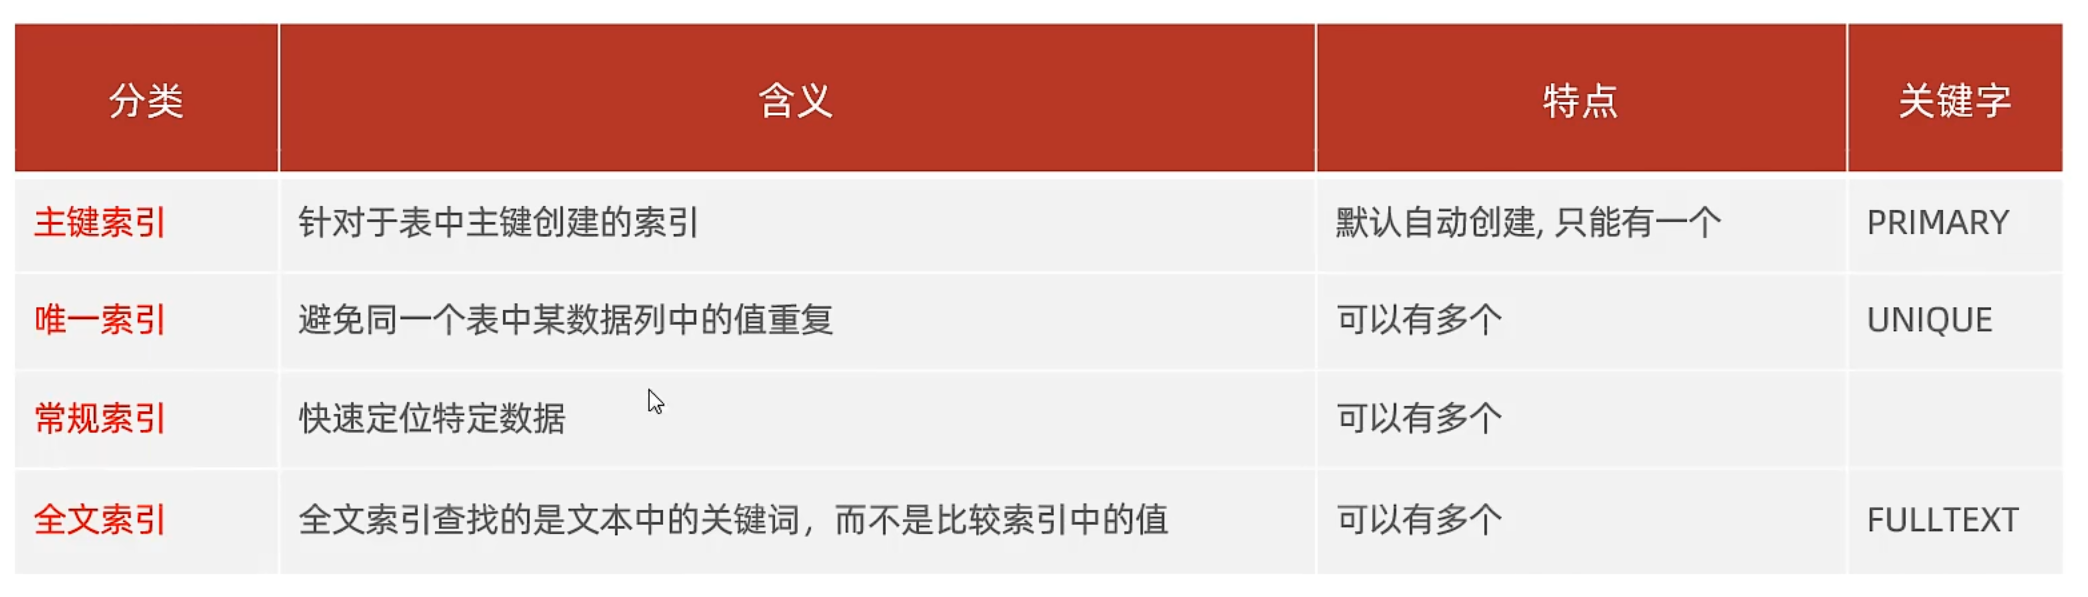 分类 含义 特点 关键字
主键索引 针对于表中主键创建的索引 默认自动创建, 只能有一个 PRIMARY
唯一索引 避免同一个表中某数据列中的值重复 可以有多个 UNIQUE
常规索引 快速定位特定数据 可以有多个
全文索引 全文索引查找的是文本中的关键词，而不是比较索引中的值 可以有多个 FULLTEXT